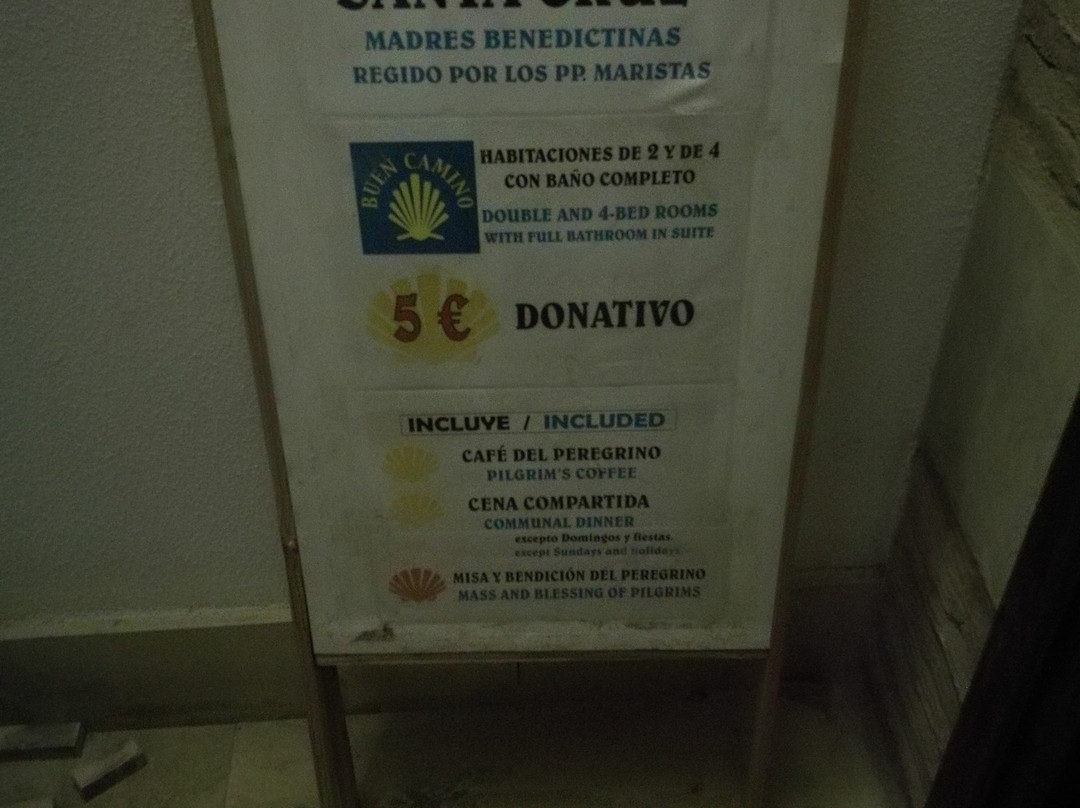 SANTA CRUZ
MADRES BENEDICTINAS
REGIDO POR LOS PP. MARISTAS
BUEN CAMINO
HABITACIONES DE 2 Y DE 4
CON BAÑO COMPLETO
DOUBLE AND 4-BED ROOMS
WITH FULL BATHROOM IN SUITE
5 € DONATIVO
INCLUYE / INCLUDED
CAFÉ DEL PEREGRINO
PILGRIM'S COFFEE
CENA COMPARTIDA
COMMUNAL DINNER
excepto Domingos y fiestas
except Sundays and holidays
MISA Y BENDICIÓN DEL PEREGRINO
MASS AND BLESSING OF PILGRIMS